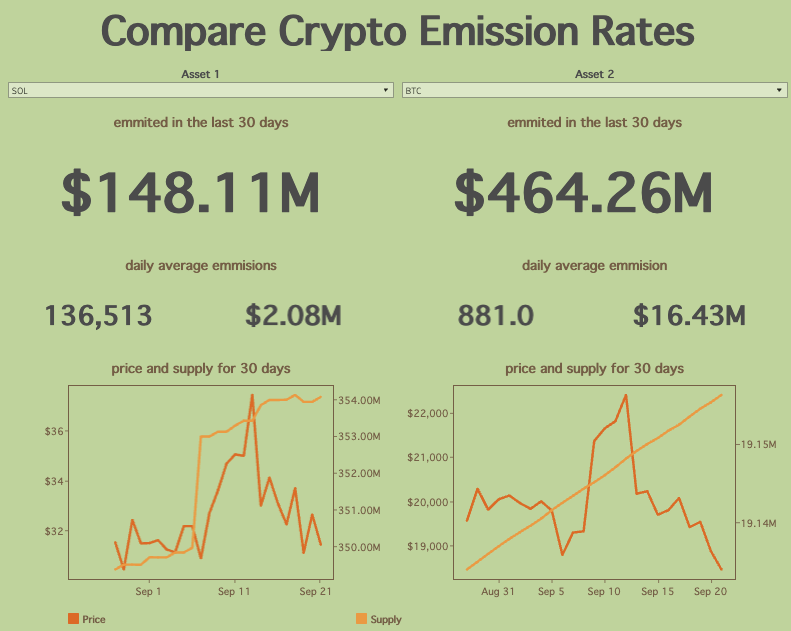 Compare Crypto Emission Rates
Asset 1
Asset 2
SOL
BTC
emmited in the last 30 days
emmited in the last 30 days
$148.11M
$464.26M
daily average emmisions
daily average emmision
136,513
$2.08M
881.0
$16.43M
price and supply for 30 days
price and supply for 30 days
$36
$34
$32
354.00M
353.00M
352.00M
351.00M
350.00M
Sep 1
Sep 11
Sep 21
$22,000
$21,000
$20,000
$19,000
19.15M
19.14M
Aug 31
Sep 5
Sep 10
Sep 15
Sep 20
Price
Supply